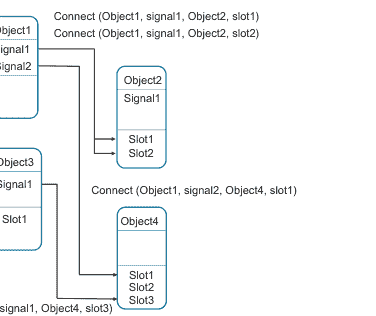 Connect (Object1, signal1, Object2, slot1)
Connect (Object1, signal1, Object2, slot2)
bject1
ignal1
Signal2
Object2
Signal1
Slot1
Slot2
Object3
Signal1
Slot1
Connect (Object1, signal2, Object4, slot1)
Object4
Slot1
Slot2
Slot3
signal1, Object4, slot3)